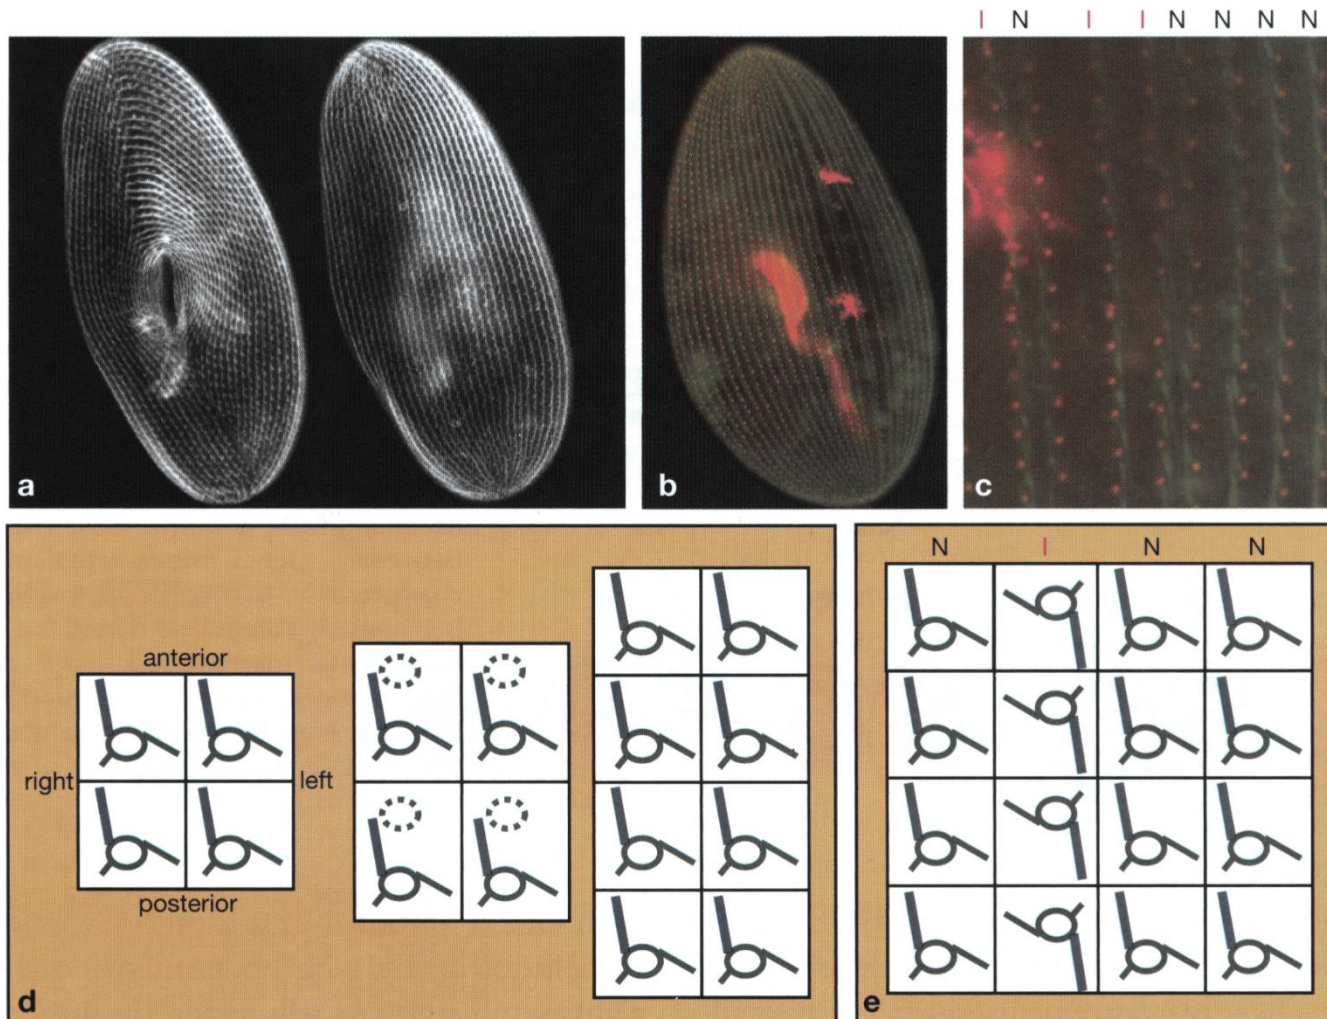 I N I I N N N N
a
b
c
anterior
right left
posterior
d
N I N N
e